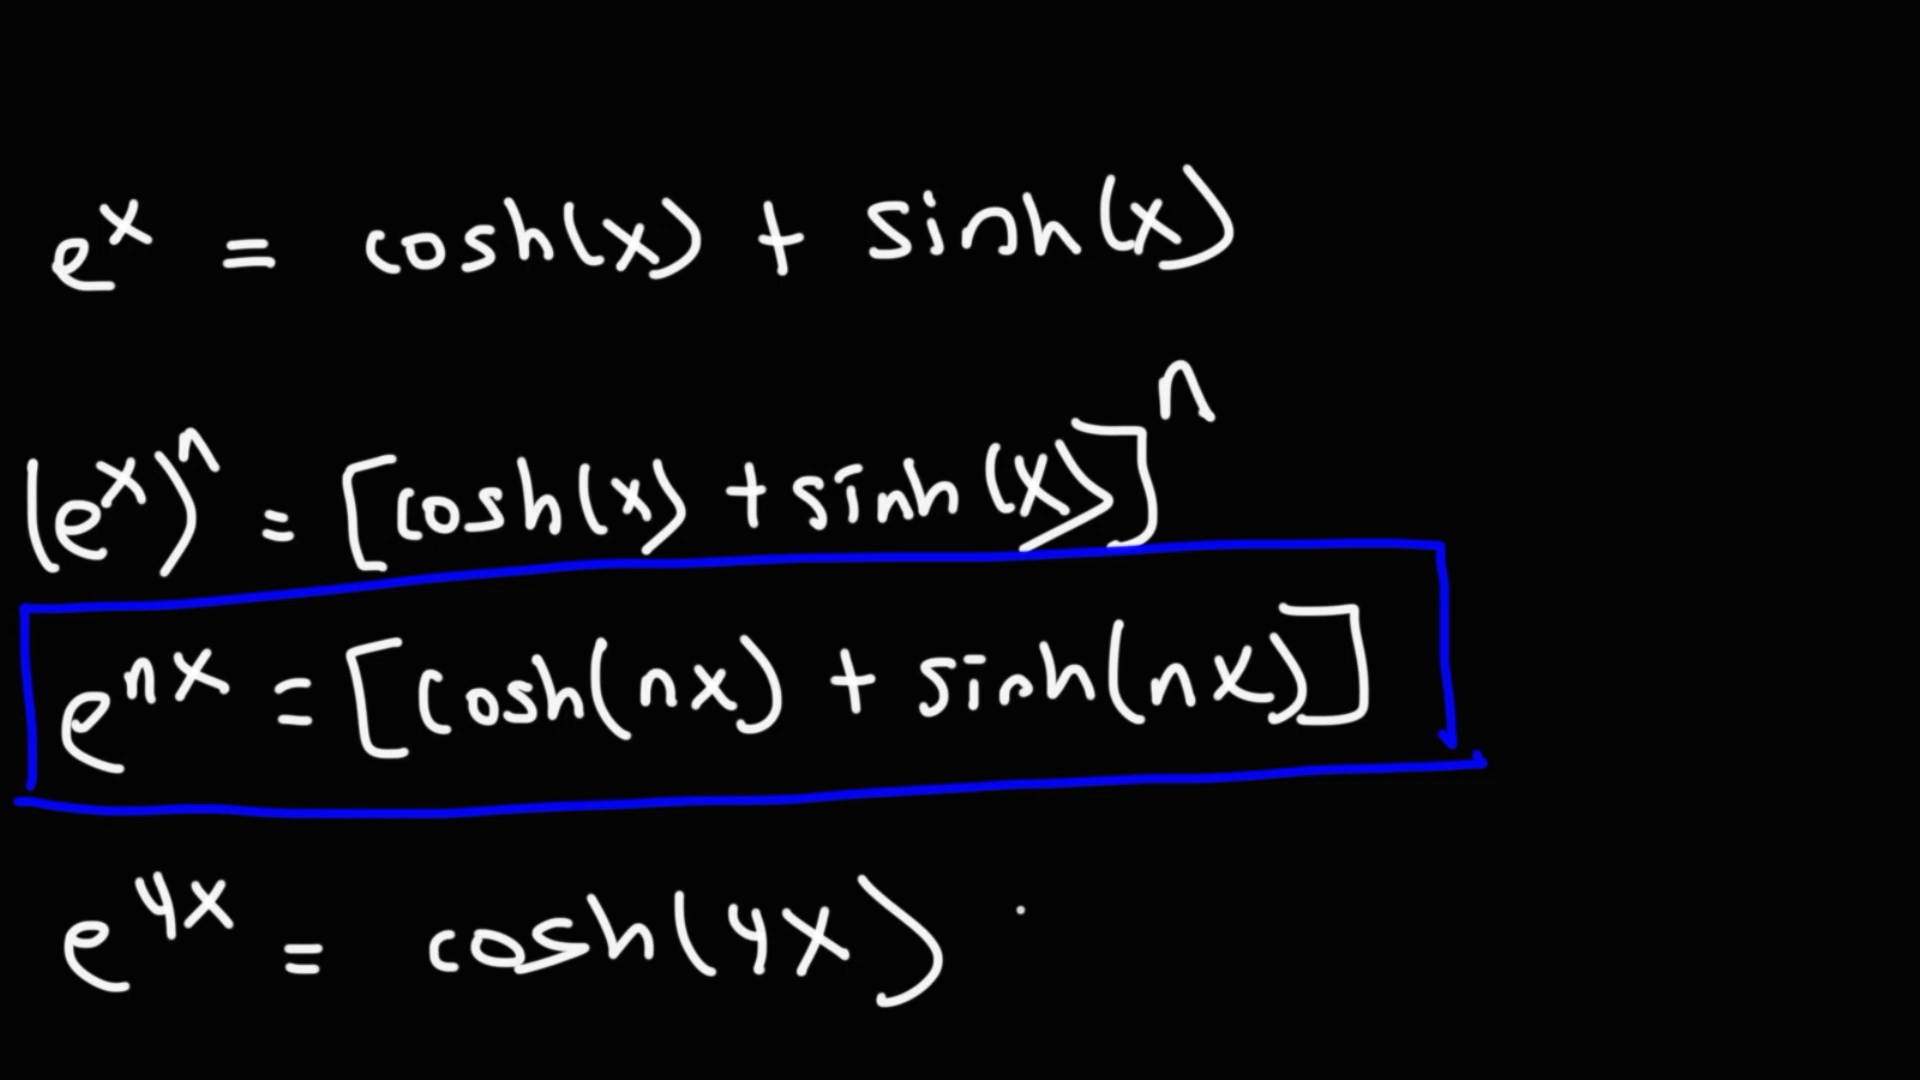 e^x = cosh(x) + sinh(x)
(e^x)^n = [cosh(x) + sinh(x)]^n
e^nx = [cosh(nx) + sinh(nx)]
e^4x = cosh(4x)